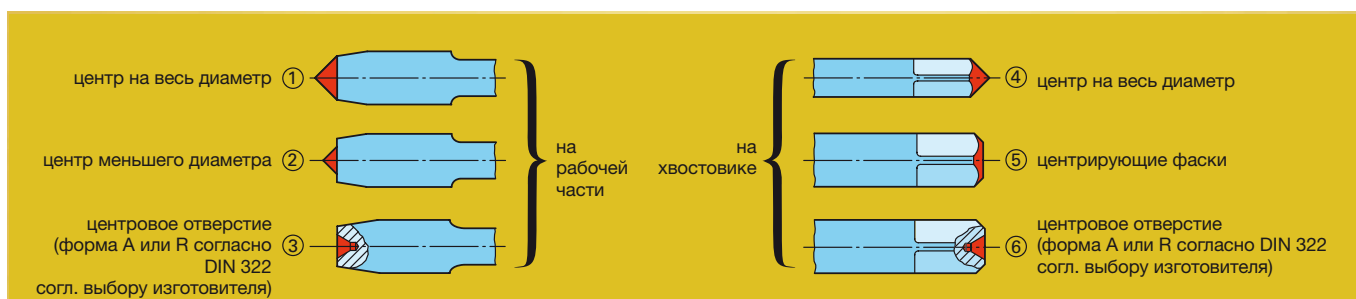 центр на весь диаметр ①
центр меньшего диаметра ②
центровое отверстие
(форма A или R согласно ③
DIN 322
согл. выбору изготовителя)
на
рабочей
части
на
хвостовике
④ центр на весь диаметр
⑤ центрирующие фаски
центровое отверстие
⑥ (форма A или R согласно DIN 322
согл. выбору изготовителя)